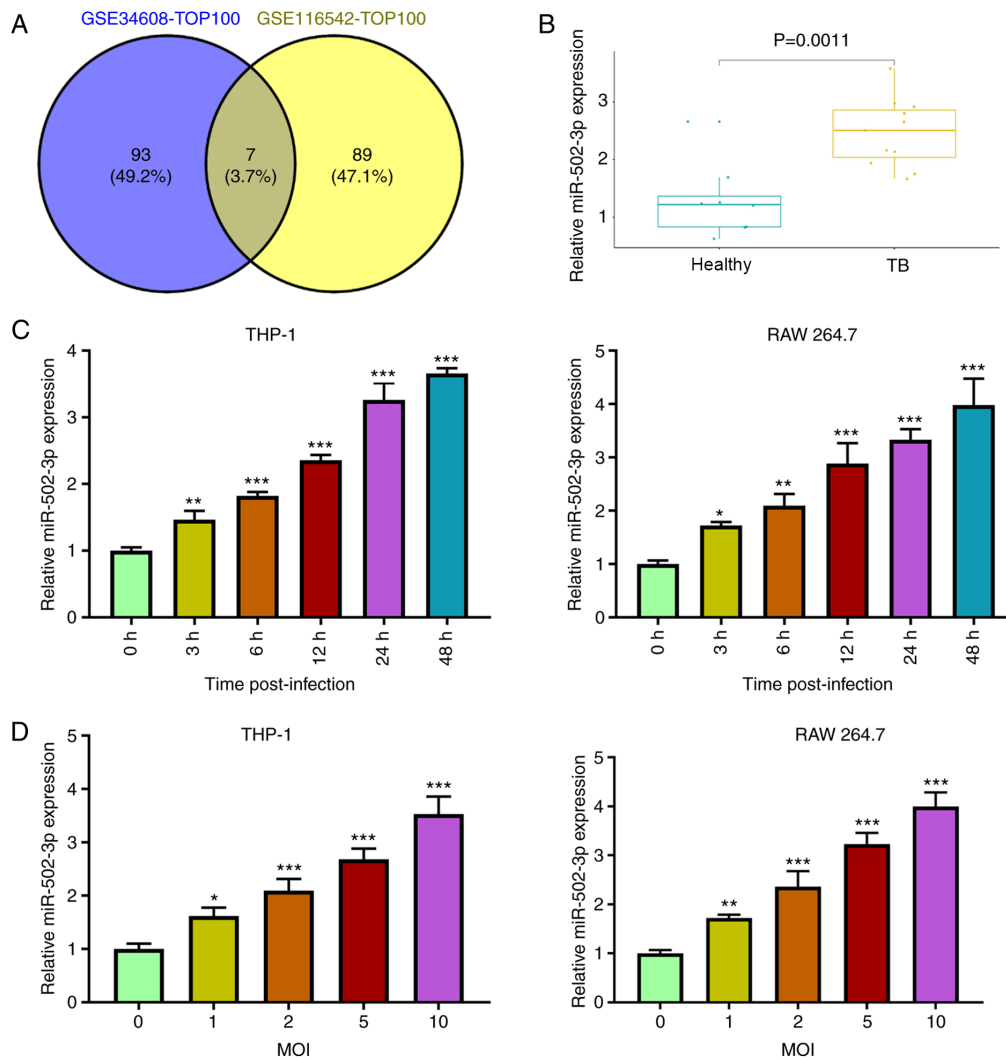 A
GSE34608-TOP100
GSE116542-TOP100
93
(49.2%)
7
(3.7%)
89
(47.1%)
B
P=0.0011
Relative miR-502-3p expression
3
2
1
Healthy
TB
C
THP-1
Relative miR-502-3p expression
4
3
2
1
0
**
***
***
***
***
0 h
3 h
6 h
12 h
24 h
48 h
Time post-infection
RAW 264.7
Relative miR-502-3p expression
5
4
3
2
1
0
*
**
***
***
***
0 h
3 h
6 h
12 h
24 h
48 h
Time post-infection
D
THP-1
Relative miR-502-3p expression
5
4
3
2
1
0
*
***
***
***
0
1
2
5
10
MOI
RAW 264.7
Relative miR-502-3p expression
5
4
3
2
1
0
**
***
***
***
0
1
2
5
10
MOI